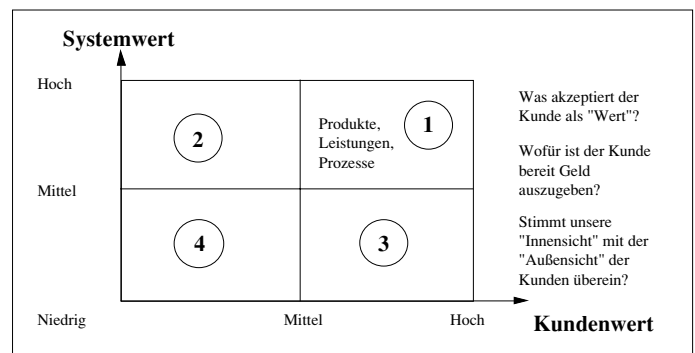 Systemwert
Hoch
Was akzeptiert der
Kunde als "Wert"?
Produkte,
Leistungen,
Prozesse
1
2
Wofür ist der Kunde
bereit Geld
auszugeben?
Mittel
Stimmt unsere
"Innensicht" mit der
"Außensicht" der
Kunden überein?
4
3
Niedrig
Mittel
Hoch
Kundenwert